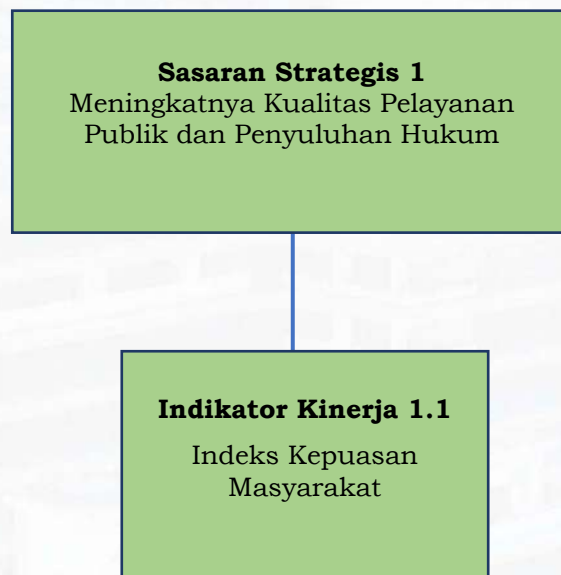 Sasaran Strategis 1
Meningkatnya Kualitas Pelayanan
Publik dan Penyuluhan Hukum
Indikator Kinerja 1.1
Indeks Kepuasan
Masyarakat